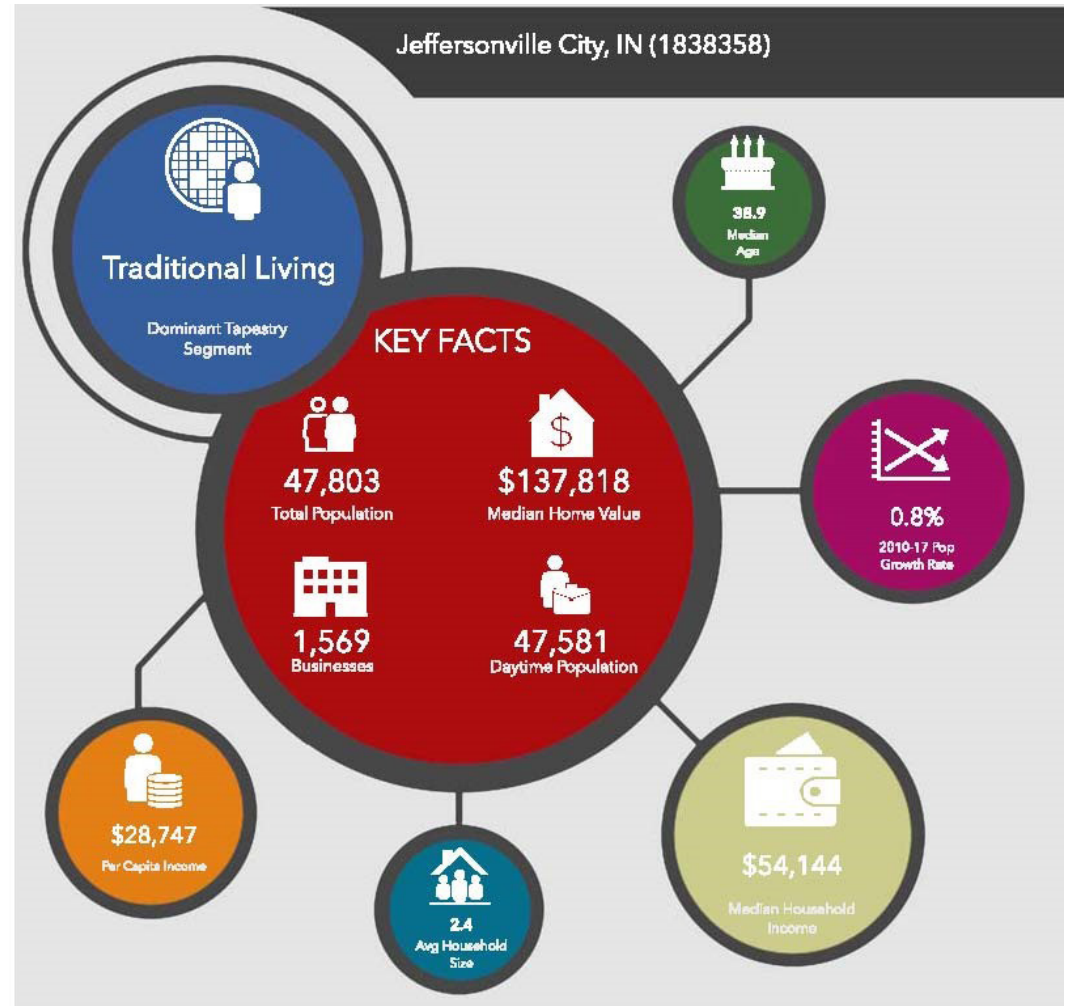 Jeffersonville City, IN (1838358)
Traditional Living
Dominant Tapestry
Segment
KEY FACTS
47,803
Total Population
$137,818
Median Home Value
1,569
Businesses
47,581
Daytime Population
38.9
Median
Age
0.8%
2010-17 Pop
Growth Rate
$28,747
Per Capita Income
2.4
Avg Household
Size
$54,144
Median Household
Income